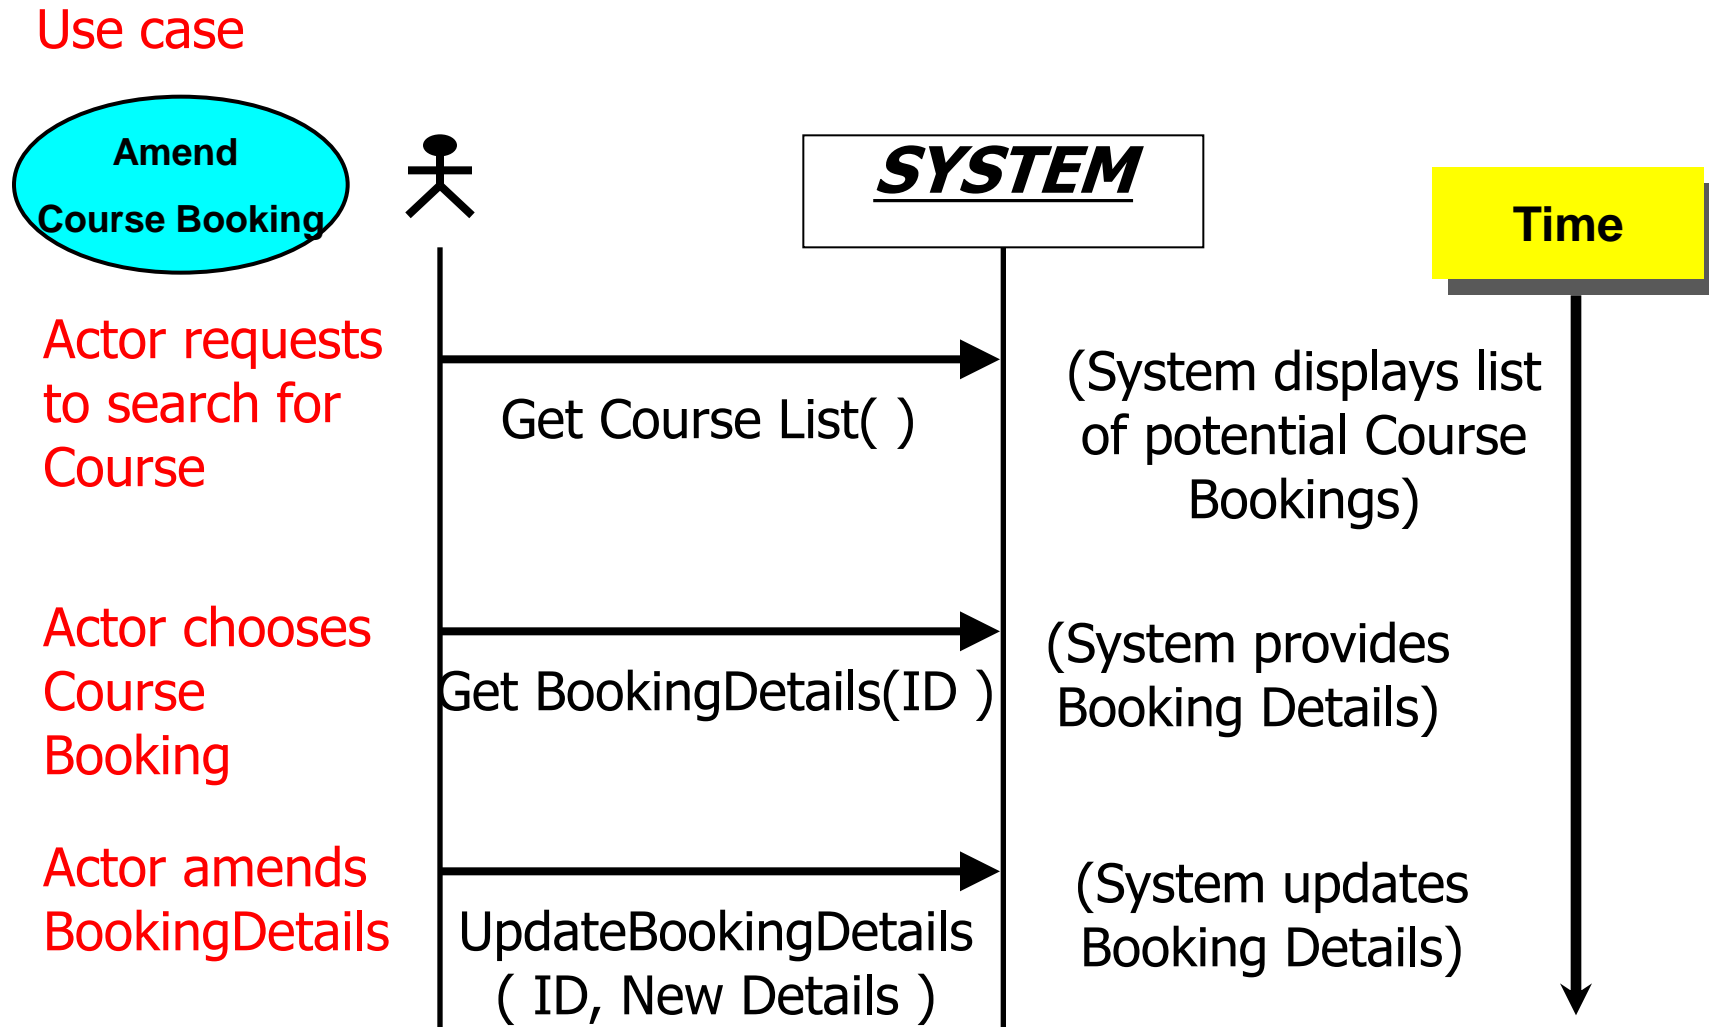 Use case
Amend
Course Booking
SYSTEM
Time
Actor requests
to search for
Course
Get Course List( )
(System displays list
of potential Course
Bookings)
Actor chooses
Course
Booking
Get BookingDetails(ID )
(System provides
Booking Details)
Actor amends
BookingDetails
UpdateBookingDetails
( ID, New Details )
(System updates
Booking Details)